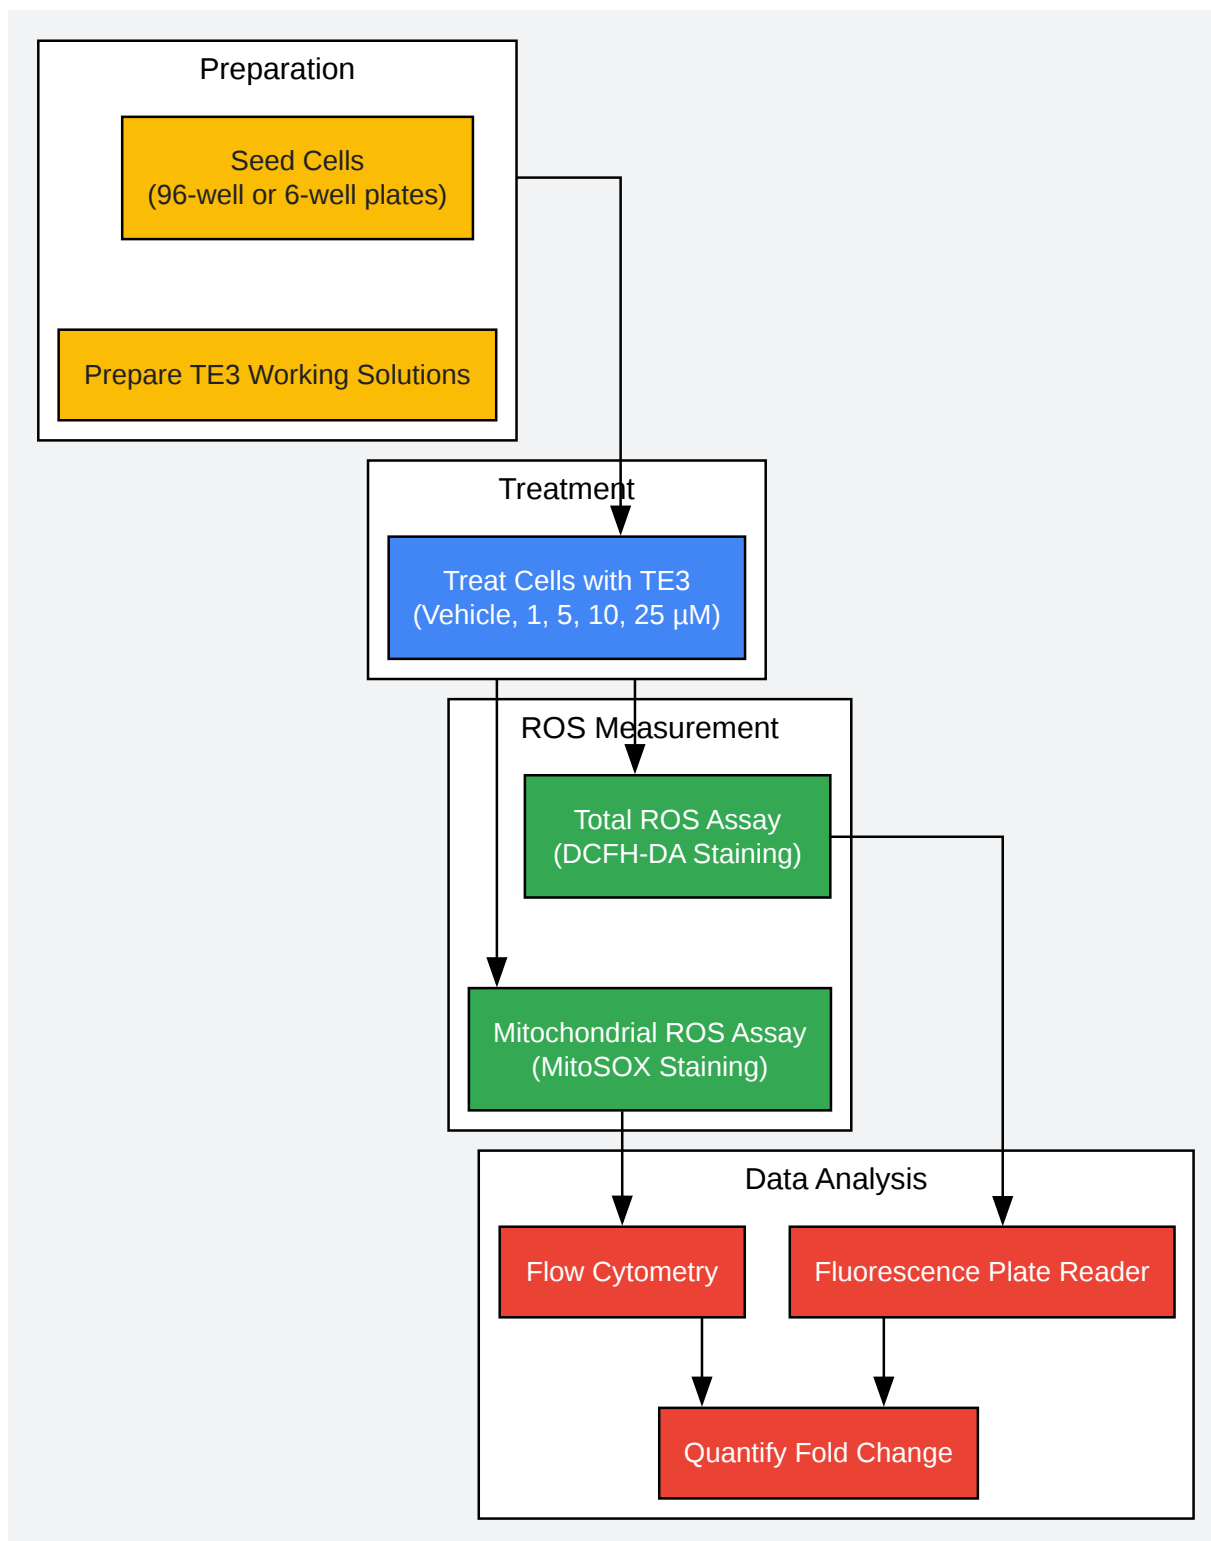 Preparation
Seed Cells
(96-well or 6-well plates)
Prepare TE3 Working Solutions
Treatment
Treat Cells with TE3
(Vehicle, 1, 5, 10, 25 µM)
ROS Measurement
Total ROS Assay
(DCFH-DA Staining)
Mitochondrial ROS Assay
(MitoSOX Staining)
Data Analysis
Flow Cytometry
Fluorescence Plate Reader
Quantify Fold Change